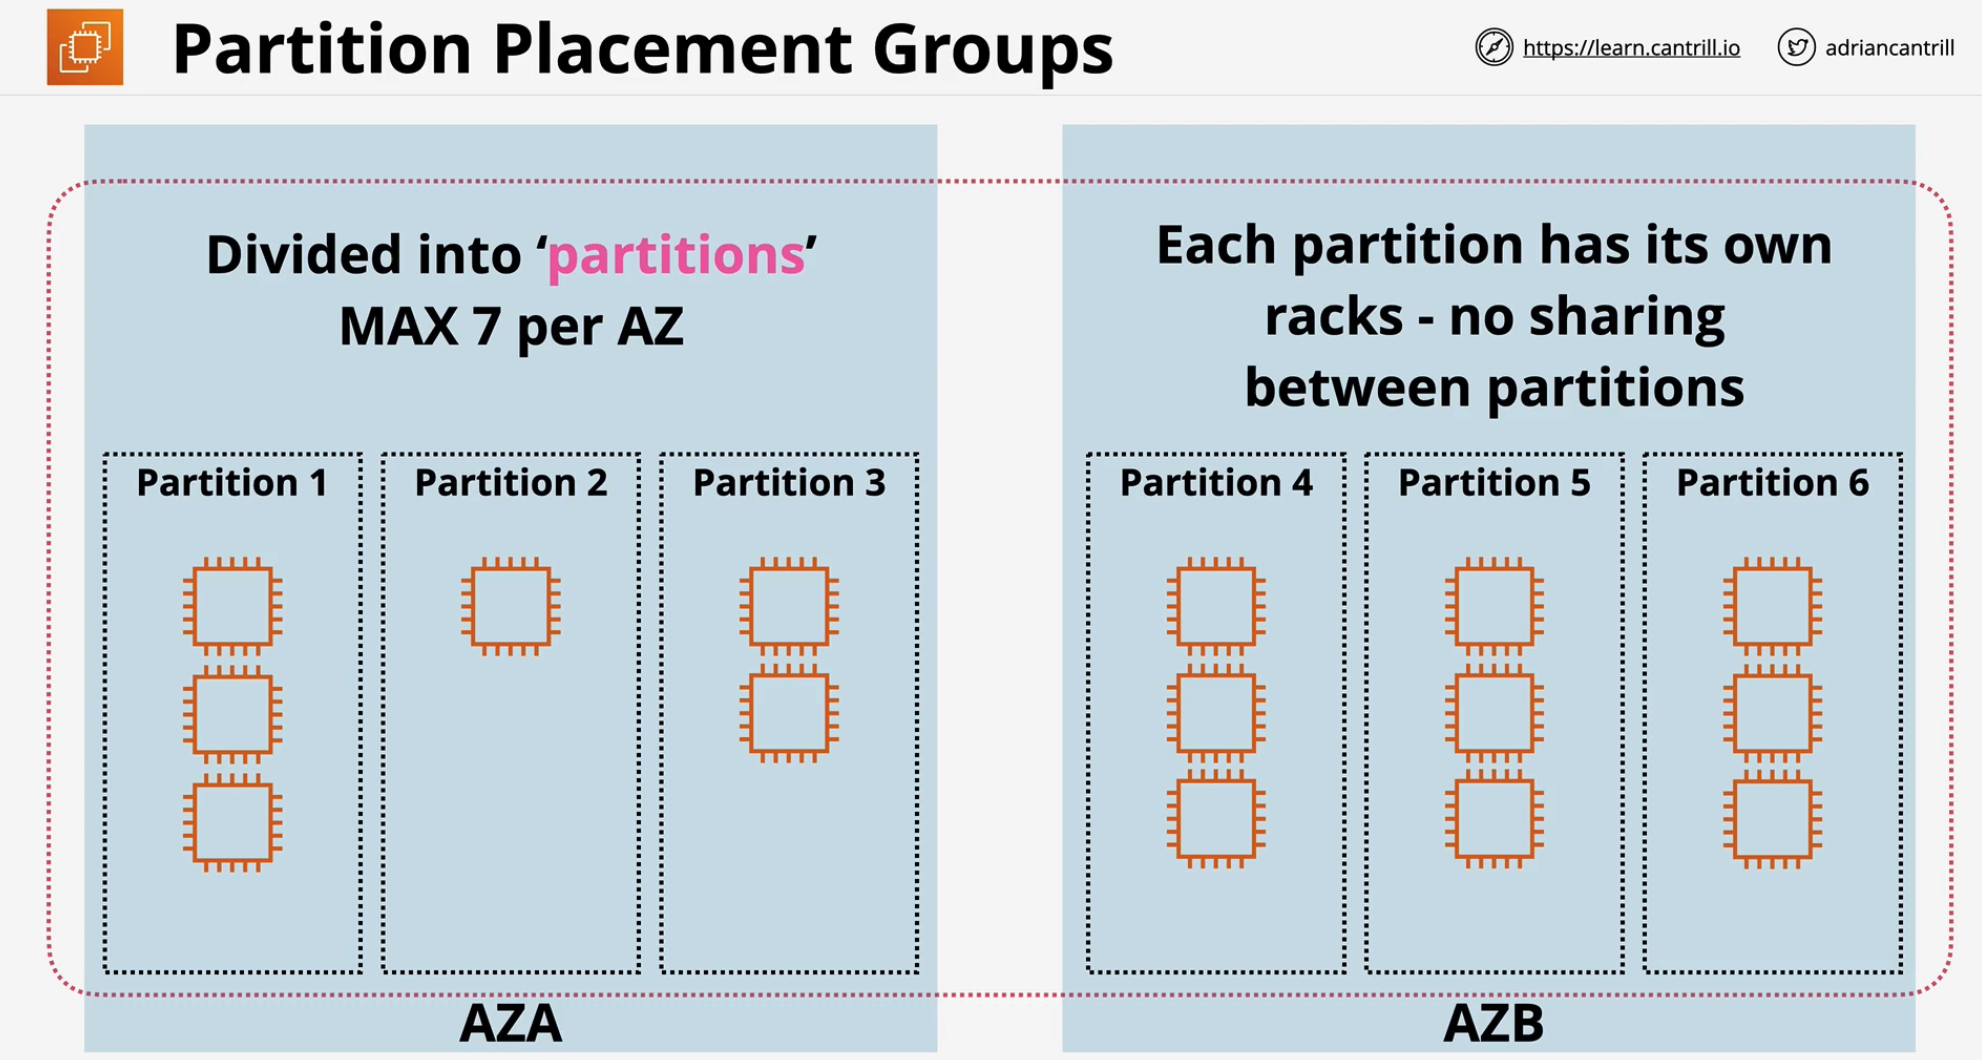 Partition Placement Groups
https://learn.cantrill.io
adriancantrill
Divided into ‘partitions’
MAX 7 per AZ
Each partition has its own
racks - no sharing
between partitions
Partition 1
Partition 2
Partition 3
Partition 4
Partition 5
Partition 6
AZA
AZB